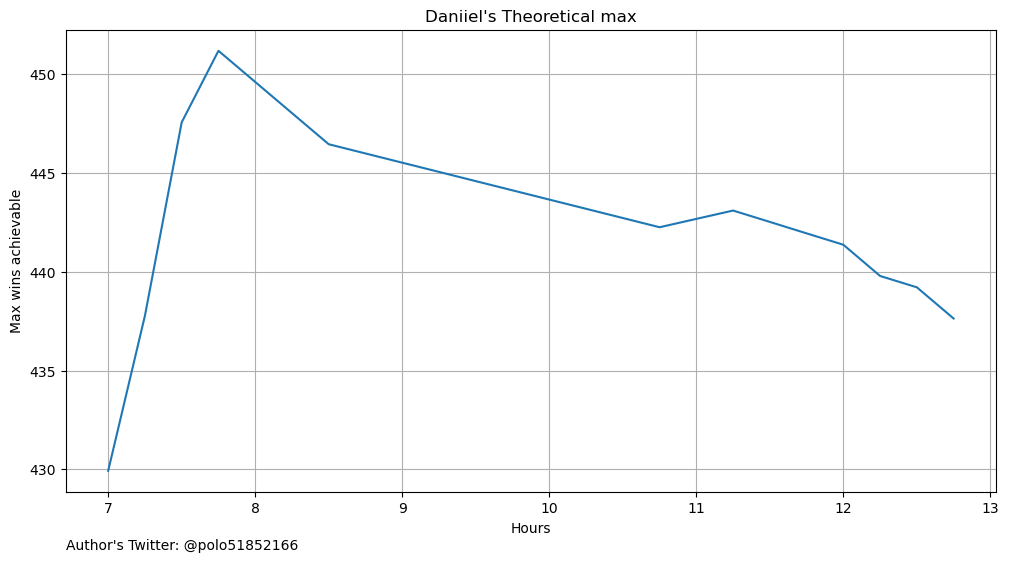 Daniiel's Theoretical max
Max wins achievable
450
445
440
435
430
7 8 9 10 11 12 13
Hours
Author's Twitter: @polo51852166